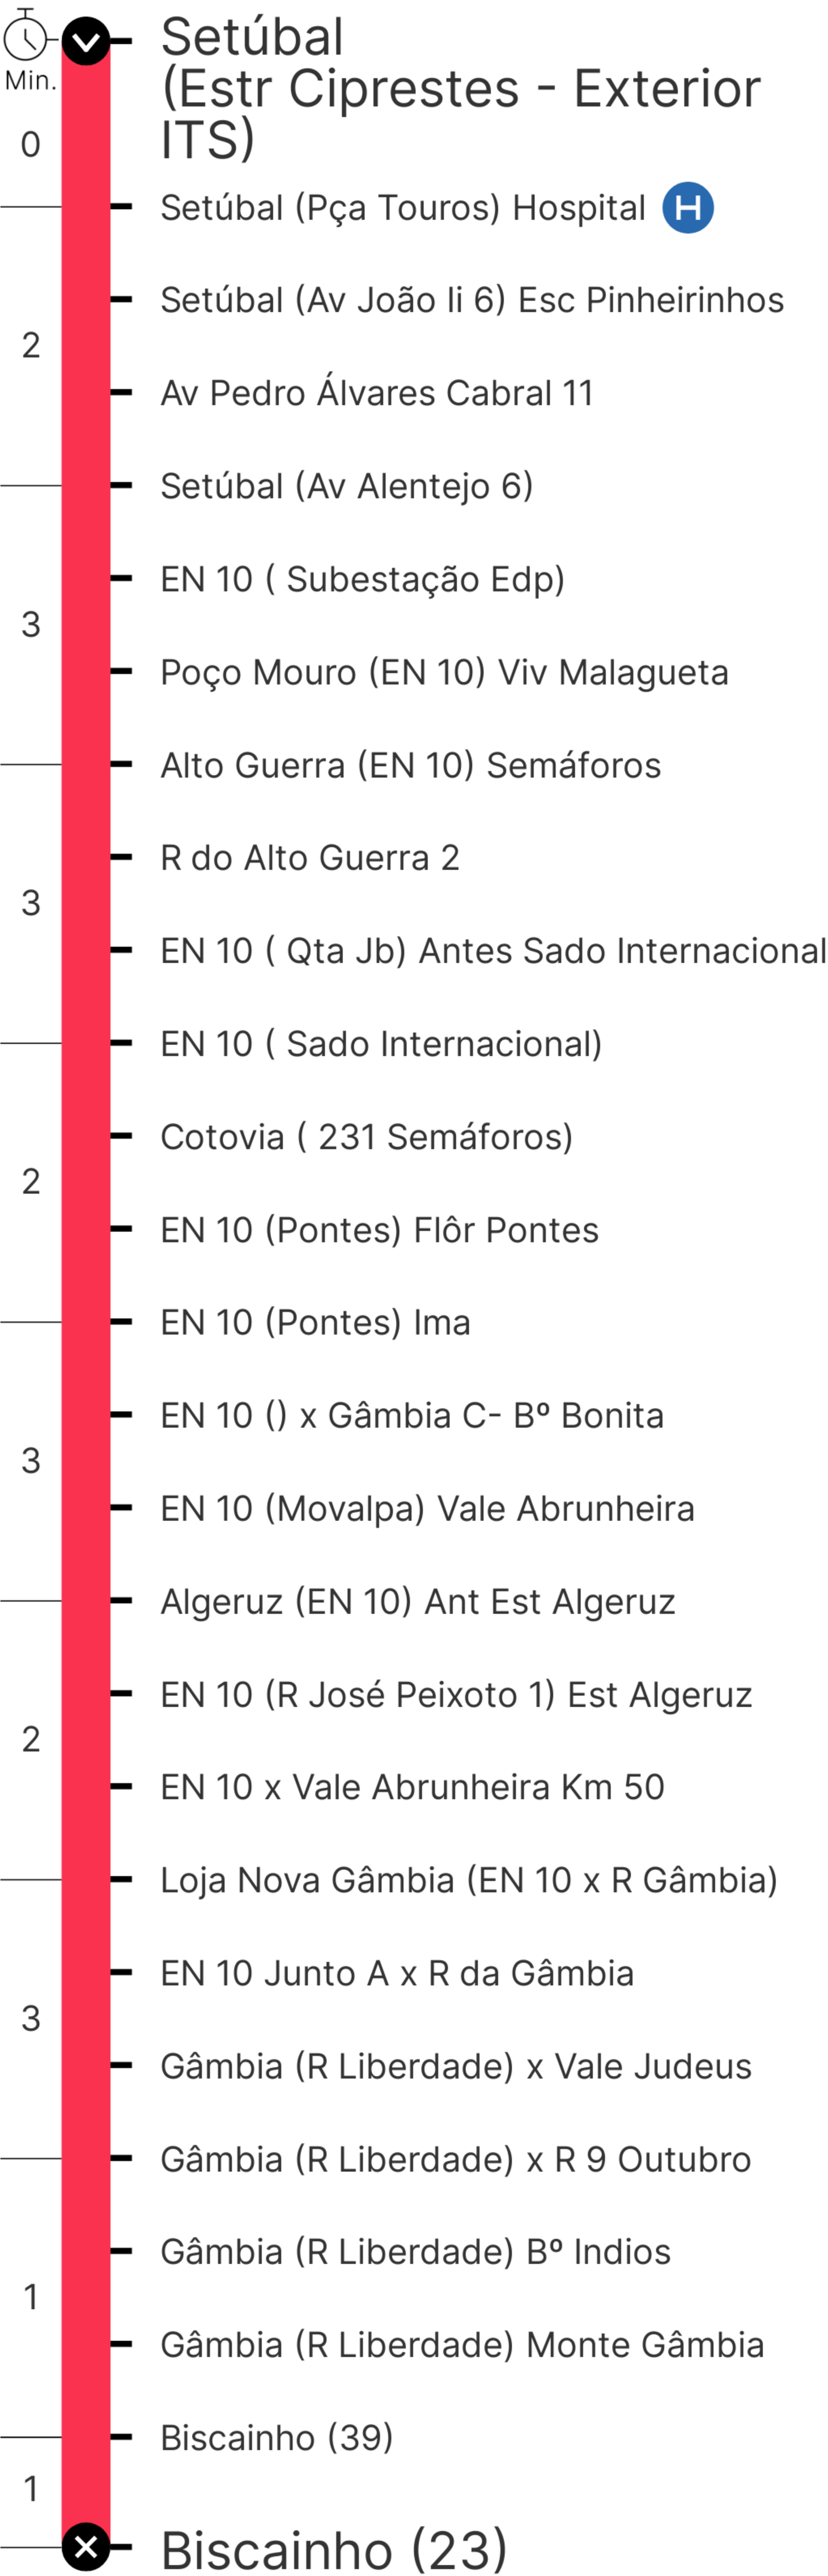 Setúbal
(Estr Ciprestes - Exterior
ITS)
Min.
0
Setúbal (Pça Touros) Hospital H
Setúbal (Av João Ii 6) Esc Pinheirinhos
2
Av Pedro Álvares Cabral 11
Setúbal (Av Alentejo 6)
EN 10 ( Subestação Edp)
3
Poço Mouro (EN 10) Viv Malagueta
Alto Guerra (EN 10) Semáforos
R do Alto Guerra 2
3
EN 10 ( Qta Jb) Antes Sado Internacional
EN 10 ( Sado Internacional)
Cotovia ( 231 Semáforos)
2
EN 10 (Pontes) Flôr Pontes
EN 10 (Pontes) Ima
EN 10 () x Gâmbia C- Bº Bonita
3
EN 10 (Movalpa) Vale Abrunheira
Algeruz (EN 10) Ant Est Algeruz
EN 10 (R José Peixoto 1) Est Algeruz
2
EN 10 x Vale Abrunheira Km 50
Loja Nova Gâmbia (EN 10 x R Gâmbia)
EN 10 Junto A x R da Gâmbia
3
Gâmbia (R Liberdade) x Vale Judeus
Gâmbia (R Liberdade) x R 9 Outubro
Gâmbia (R Liberdade) Bº Indios
1
Gâmbia (R Liberdade) Monte Gâmbia
Biscainho (39)
1
Biscainho (23)